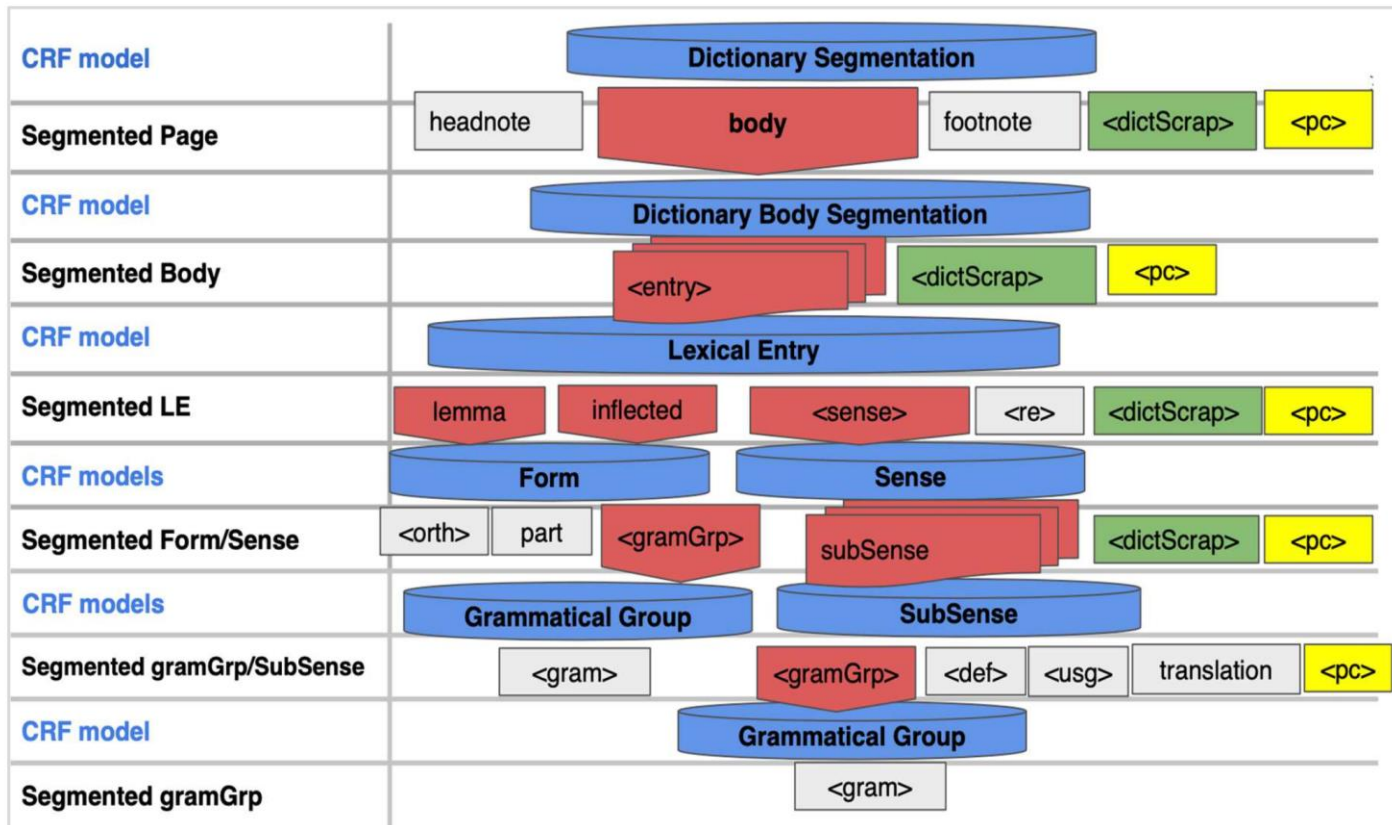 CRF model Dictionary Segmentation
Segmented Page headnote body footnote <dictScrap> <pc>
CRF model Dictionary Body Segmentation
Segmented Body <entry> <dictScrap> <pc>
CRF model Lexical Entry
Segmented LE lemma inflected <sense> <re> <dictScrap> <pc>
CRF models Form Sense
Segmented Form/Sense <orth> part <gramGrp> subSense <dictScrap> <pc>
CRF models Grammatical Group SubSense
Segmented gramGrp/SubSense <gram> <gramGrp> <def> <usg> translation <pc>
CRF model Grammatical Group
Segmented gramGrp <gram>